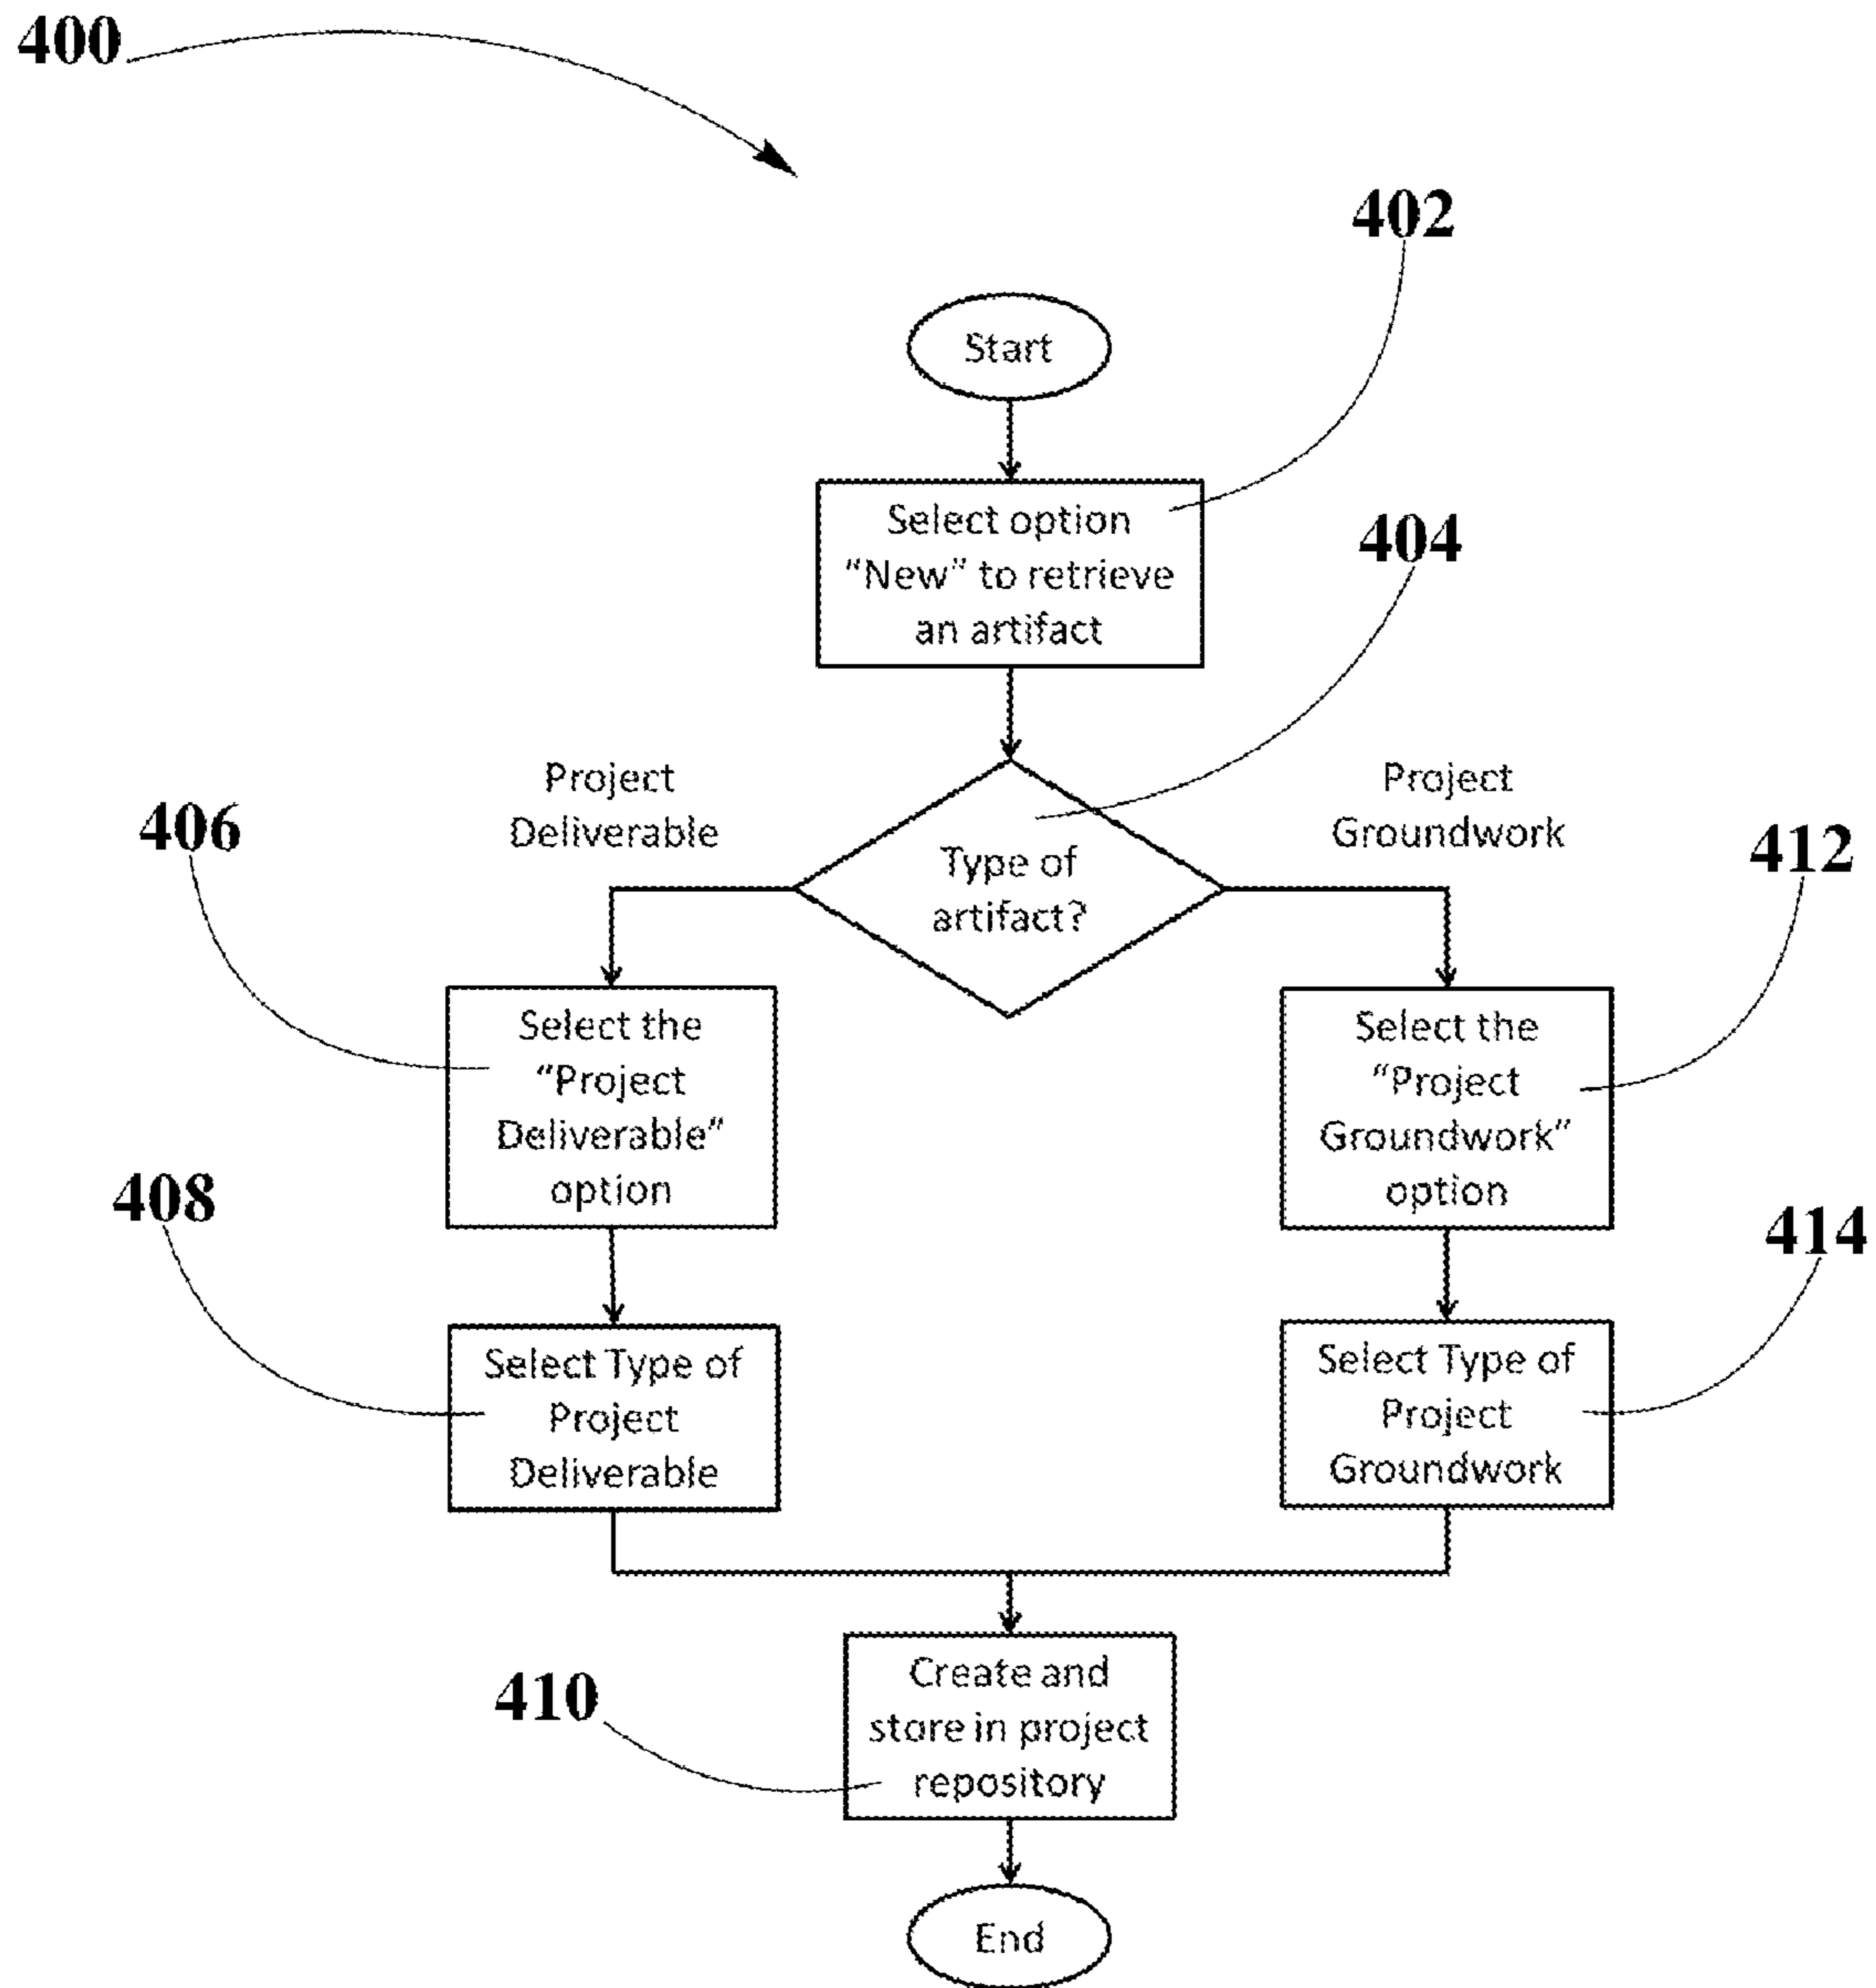 400
402
Start
Select option
“New” to retrieve
an artifact
404
Project
Deliverable
Project
Groundwork
406
Type of
artifact?
412
Select the
“Project
Deliverable”
option
Select the
“Project
Groundwork”
option
408
414
Select Type of
Project
Deliverable
Select Type of
Project
Groundwork
410
Create and
store in project
repository
End